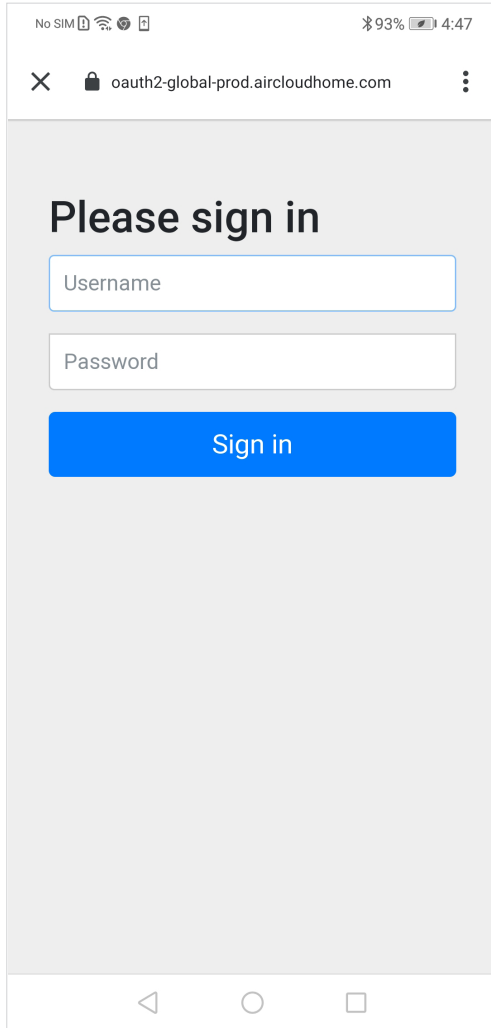 No SIM 93% 4:47
oauth2-global-prod.aircloudhome.com
Please sign in
Username
Password
Sign in